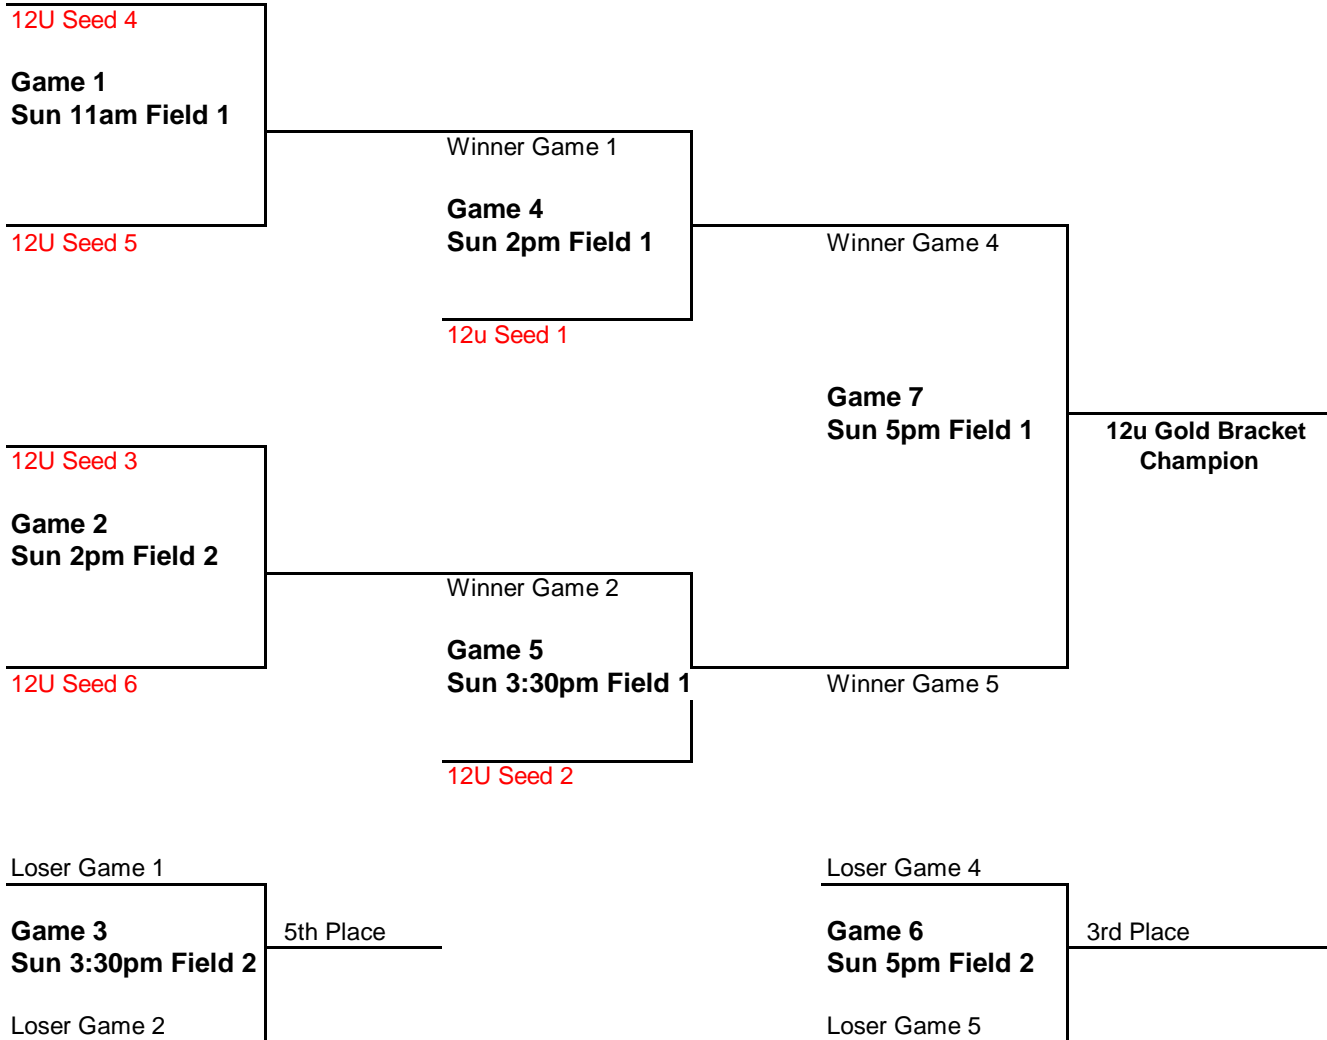 12U Seed 4
Game 1
Sun 11am Field 1
12U Seed 5
Winner Game 1
Game 4
Sun 2pm Field 1
12u Seed 1
Winner Game 4
Game 7
Sun 5pm Field 1
12u Gold Bracket
Champion
12U Seed 3
Game 2
Sun 2pm Field 2
12U Seed 6
Winner Game 2
Game 5
Sun 3:30pm Field 1
12U Seed 2
Winner Game 5
Loser Game 1
Game 3
Sun 3:30pm Field 2
Loser Game 2
5th Place
Loser Game 4
Game 6
Sun 5pm Field 2
Loser Game 5
3rd Place